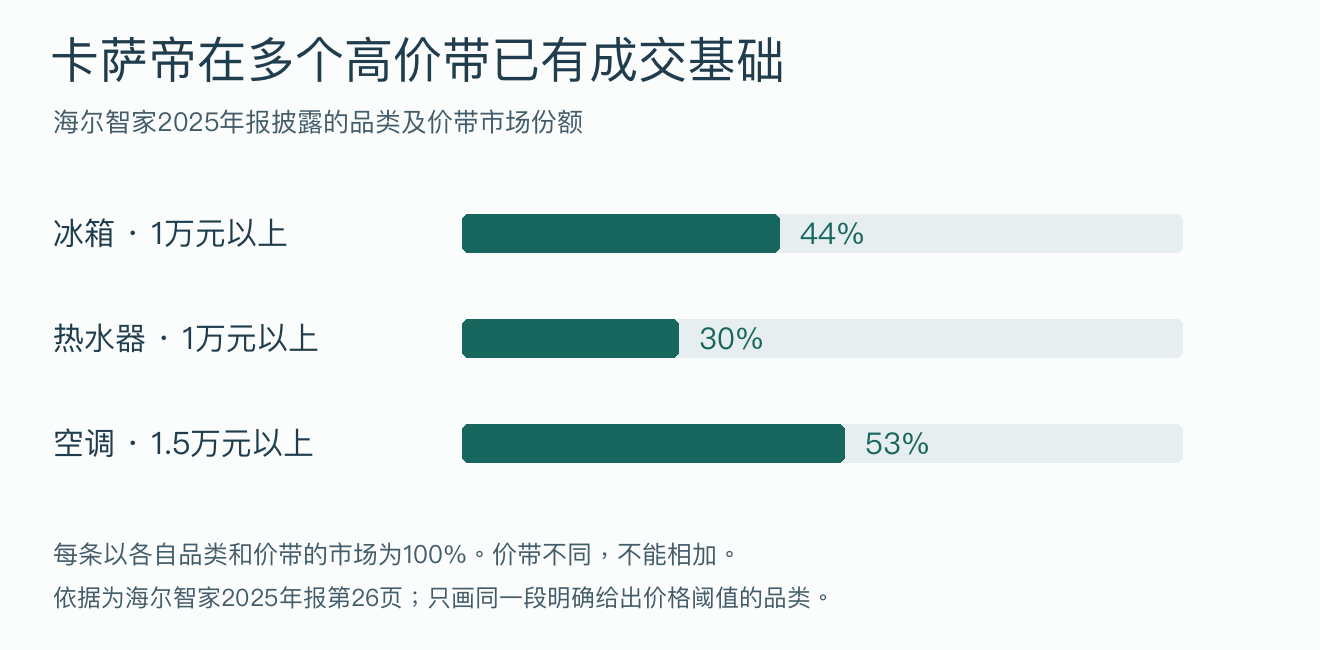 卡萨帝在多个高价带已有成交基础
海尔智家2025年报披露的品类及价带市场份额
冰箱 · 1万元以上
44%
热水器 · 1万元以上
30%
空调 · 1.5万元以上
53%
每条以各自品类和价带的市场为100%。价带不同，不能相加。
依据为海尔智家2025年报第26页；只画同一段明确给出价格阈值的品类。